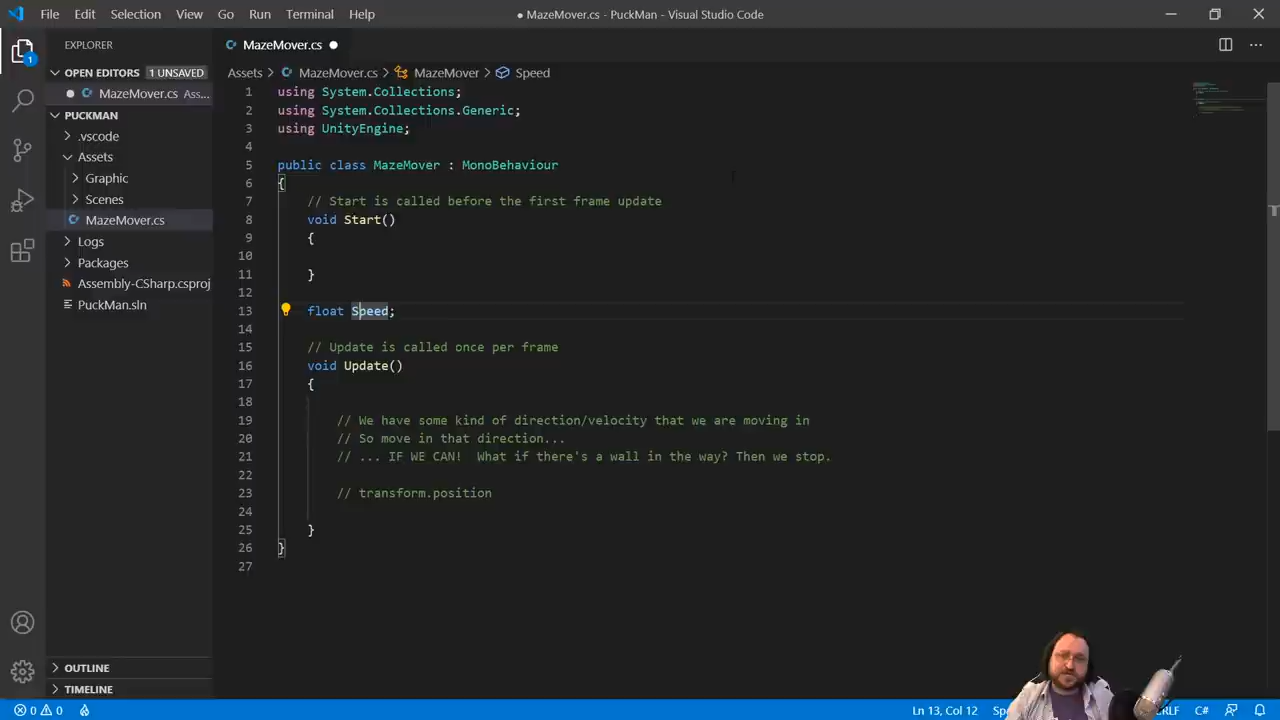 File Edit Selection View Go Run Terminal Help
● MazeMover.cs - PuckMan - Visual Studio Code
EXPLORER
OPEN EDITORS 1 UNSAVED
● MazeMover.cs Ass...
PUCKMAN
.vscode
Assets
Graphic
Scenes
MazeMover.cs
Logs
Packages
Assembly-CSharp.csproj
PuckMan.sln
OUTLINE
TIMELINE
1
MazeMover.cs ●
Assets > MazeMover.cs > MazeMover > Speed
1 using System.Collections;
2 using System.Collections.Generic;
3 using UnityEngine;
4
5 public class MazeMover : MonoBehaviour
6 {
7 // Start is called before the first frame update
8 void Start()
9 {
10
11 }
12
13 float Speed;
14
15 // Update is called once per frame
16 void Update()
17 {
18
19 // We have some kind of direction/velocity that we are moving in
20 // So move in that direction...
21 // ... IF WE CAN!  What if there's a wall in the way? Then we stop.
22
23 // transform.position
24
25 }
26 }
27
0 0 Ln 13, Col 12 C#